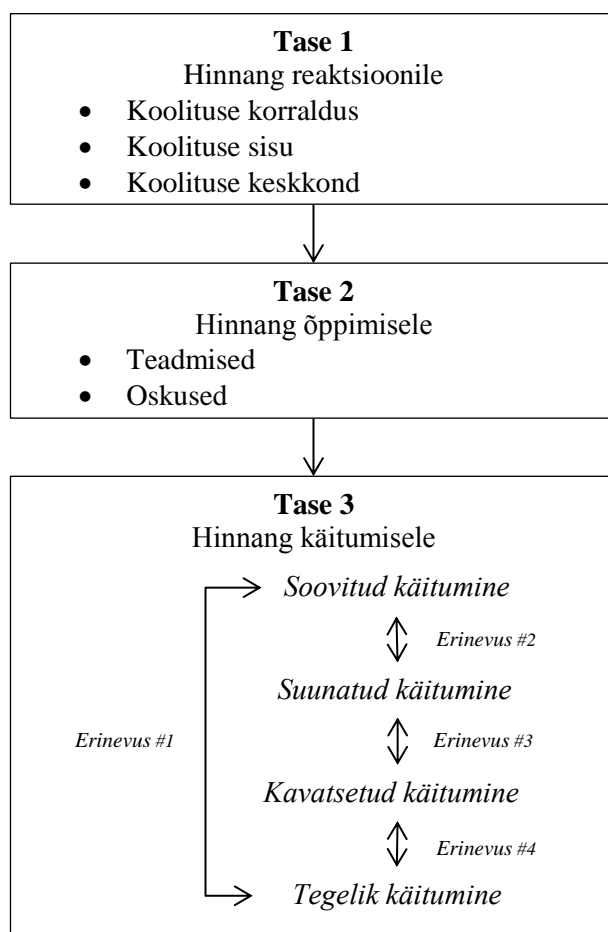 Tase 1
Hinnang reaktsioonile
• Koolituse korraldus
• Koolituse sisu
• Koolituse keskkond
Tase 2
Hinnang õppimisele
• Teadmised
• Oskused
Tase 3
Hinnang käitumisele
Soovitud käitumine
Erinevus #2
Suunatud käitumine
Erinevus #1
Erinevus #3
Kavatsetud käitumine
Erinevus #4
Tegelik käitumine